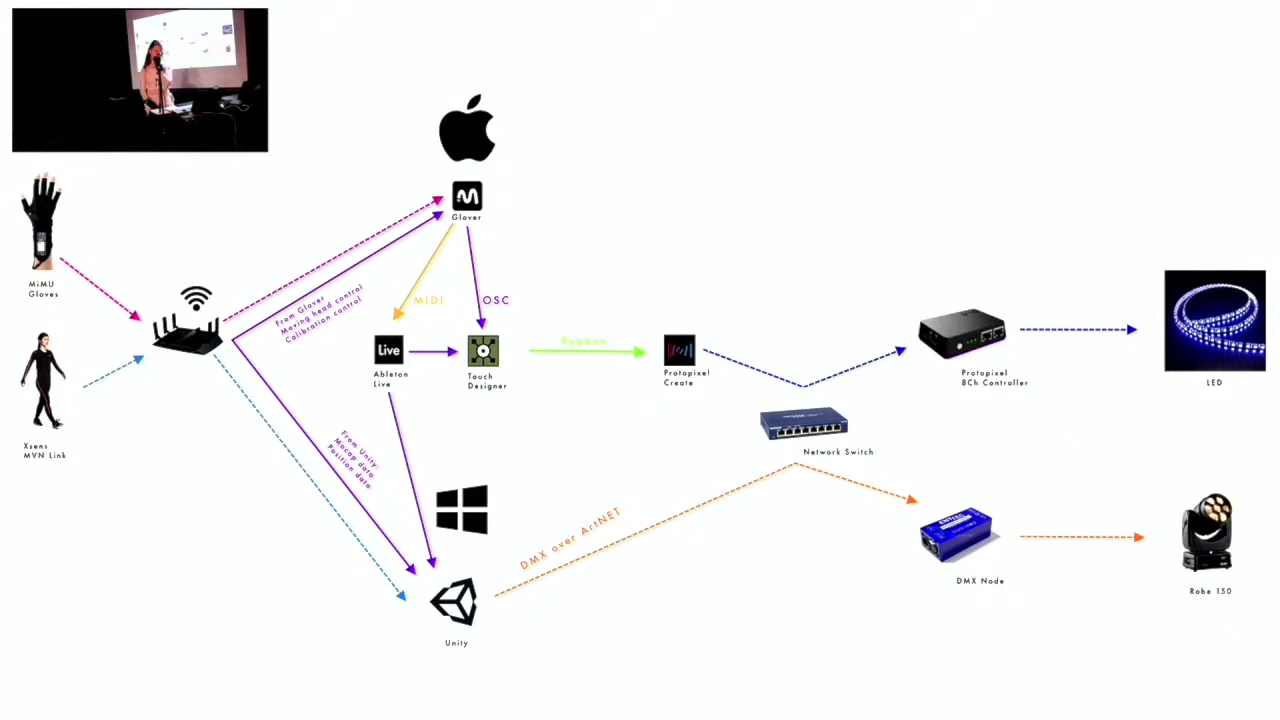 Glover
MiMU
Gloves
From Glover
Moving head control
Calibration control
MIDI
OSC
Live
Ableton
Live
Touch
Designer
Syphon
Protopixel
Create
Protopixel
8Ch Controller
LED
Xsens
MVN Link
From Unity:
Mocap data
Position data
Network Switch
DMX over ArtNET
ENTTEC
DMX Node
Robe 150
Unity